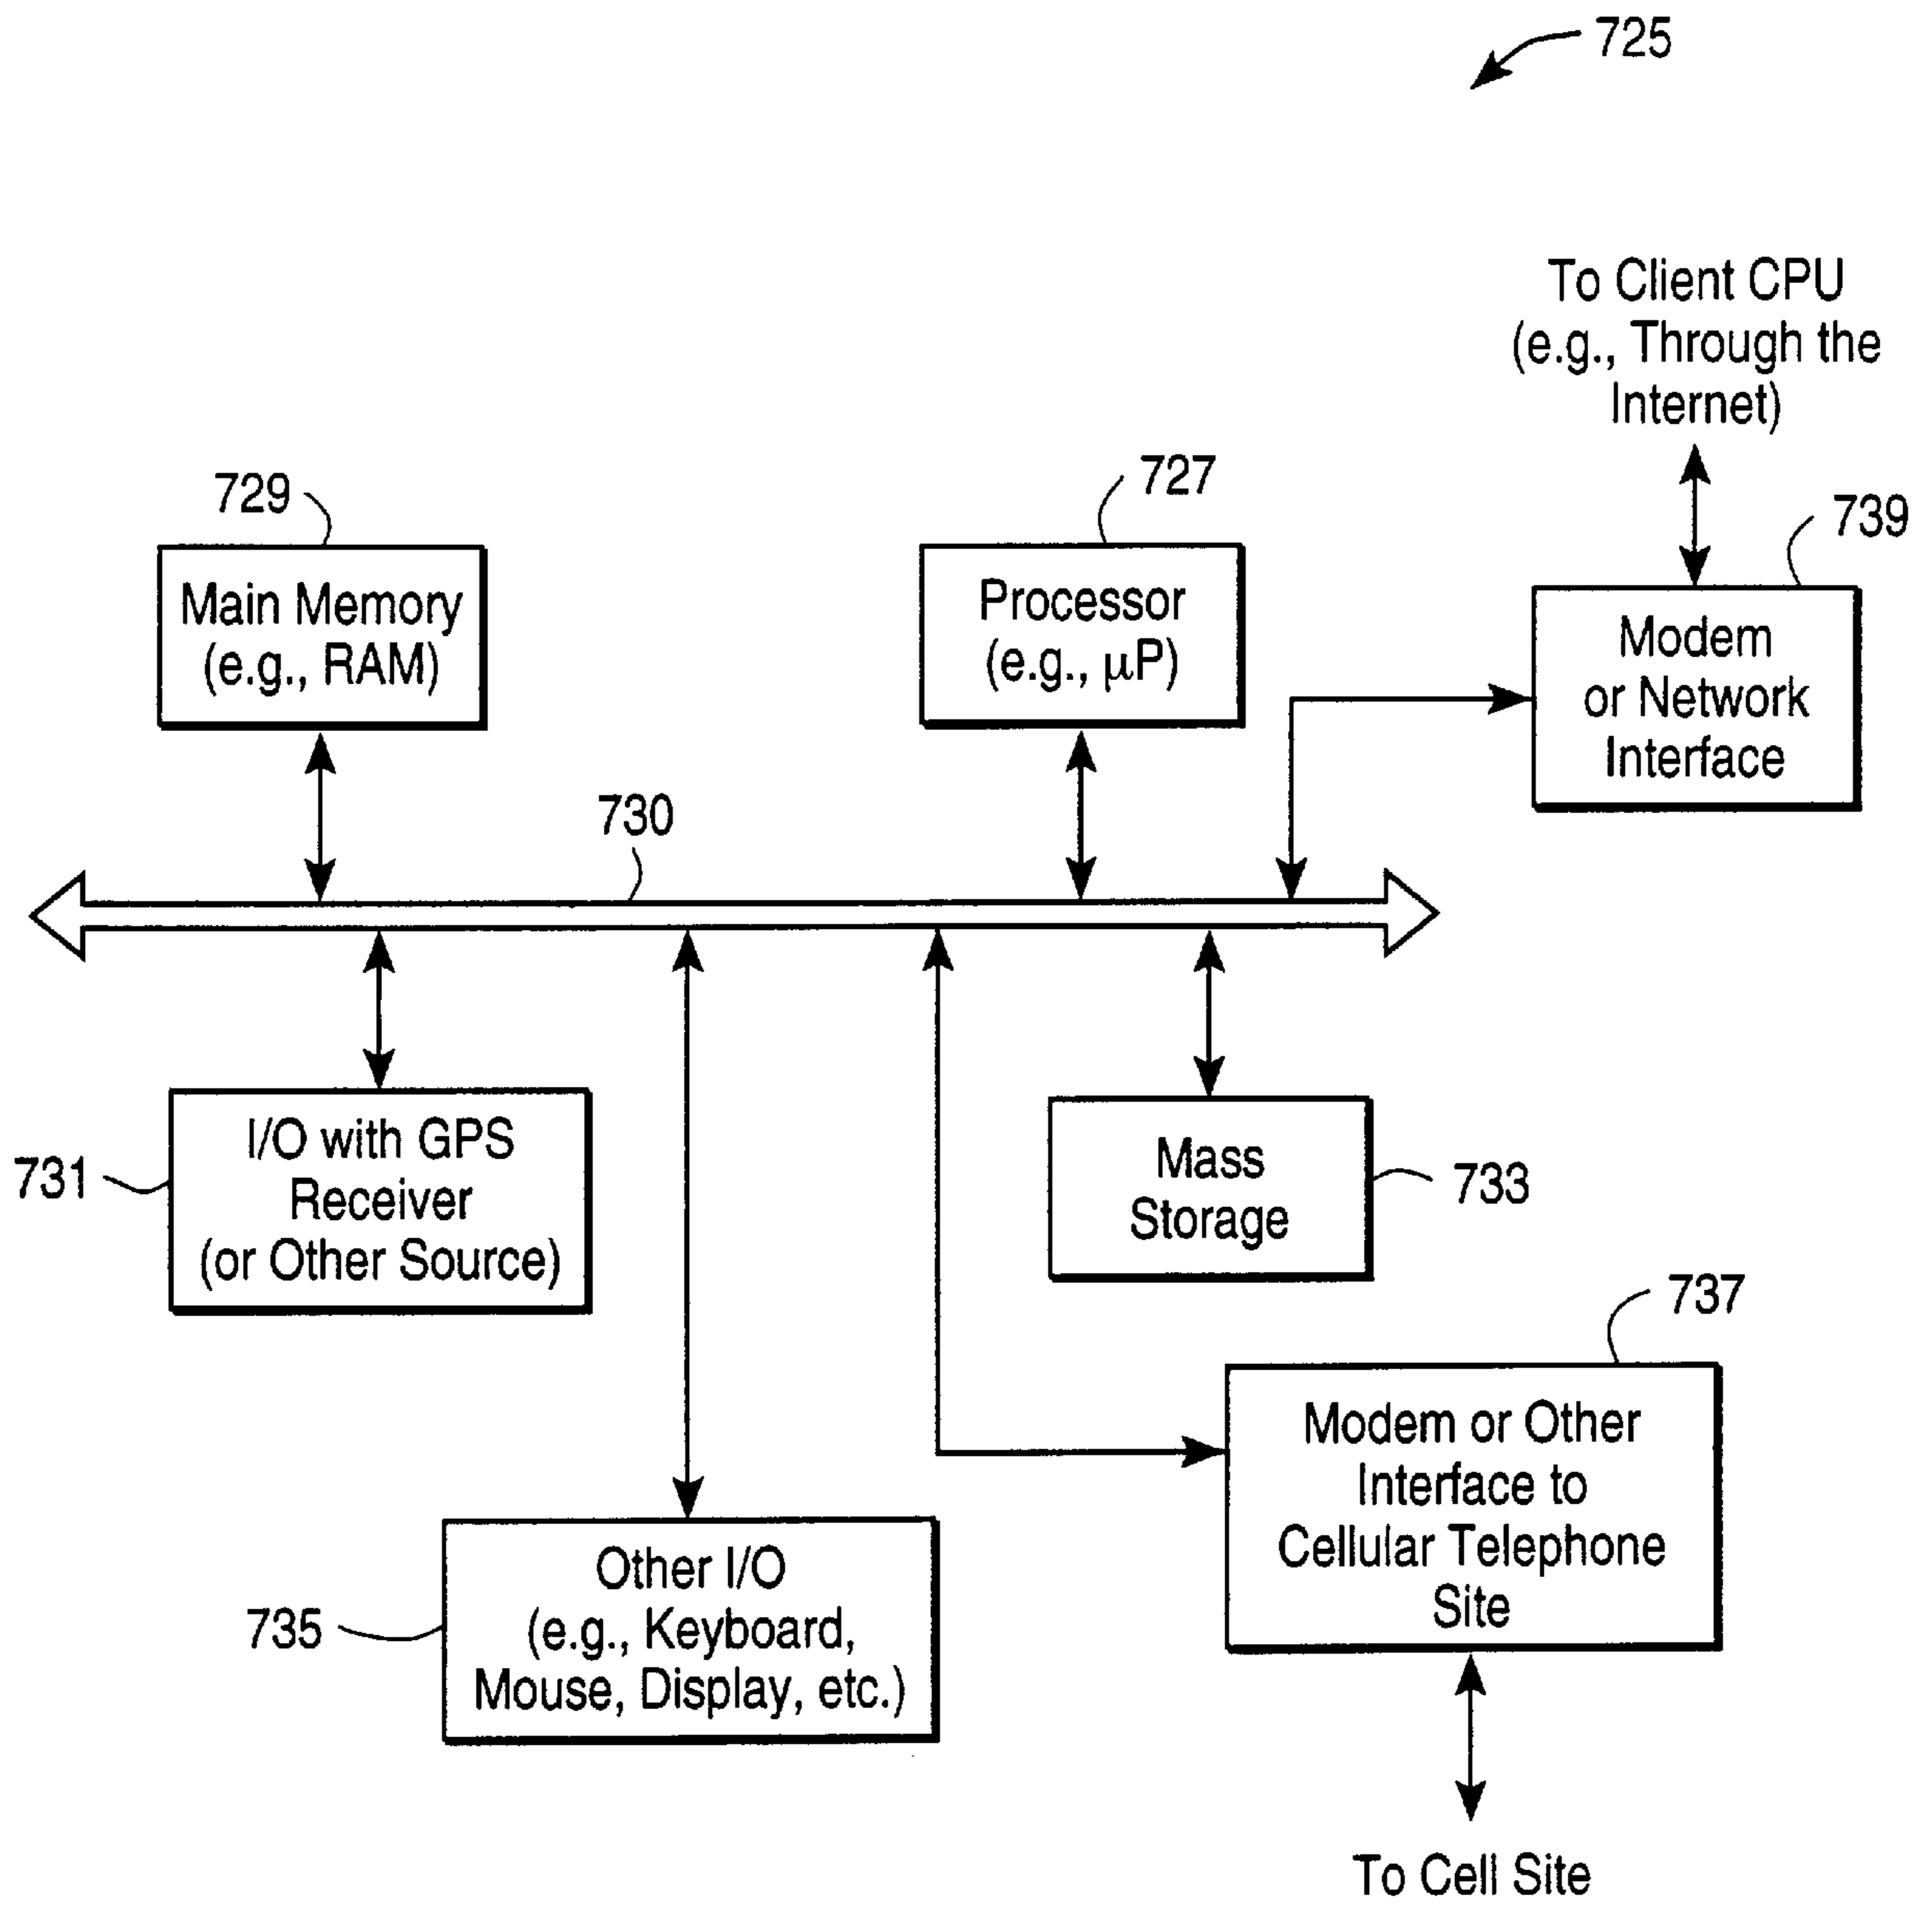 725
To Client CPU
(e.g., Through the
Internet)
729
727
739
Main Memory
(e.g., RAM)
Processor
(e.g., μP)
Modem
or Network
Interface
730
I/O with GPS
Receiver
(or Other Source)
731
Mass
Storage
733
737
Modem or Other
Interface to
Cellular Telephone
Site
Other I/O
(e.g., Keyboard,
Mouse, Display, etc.)
735
To Cell Site